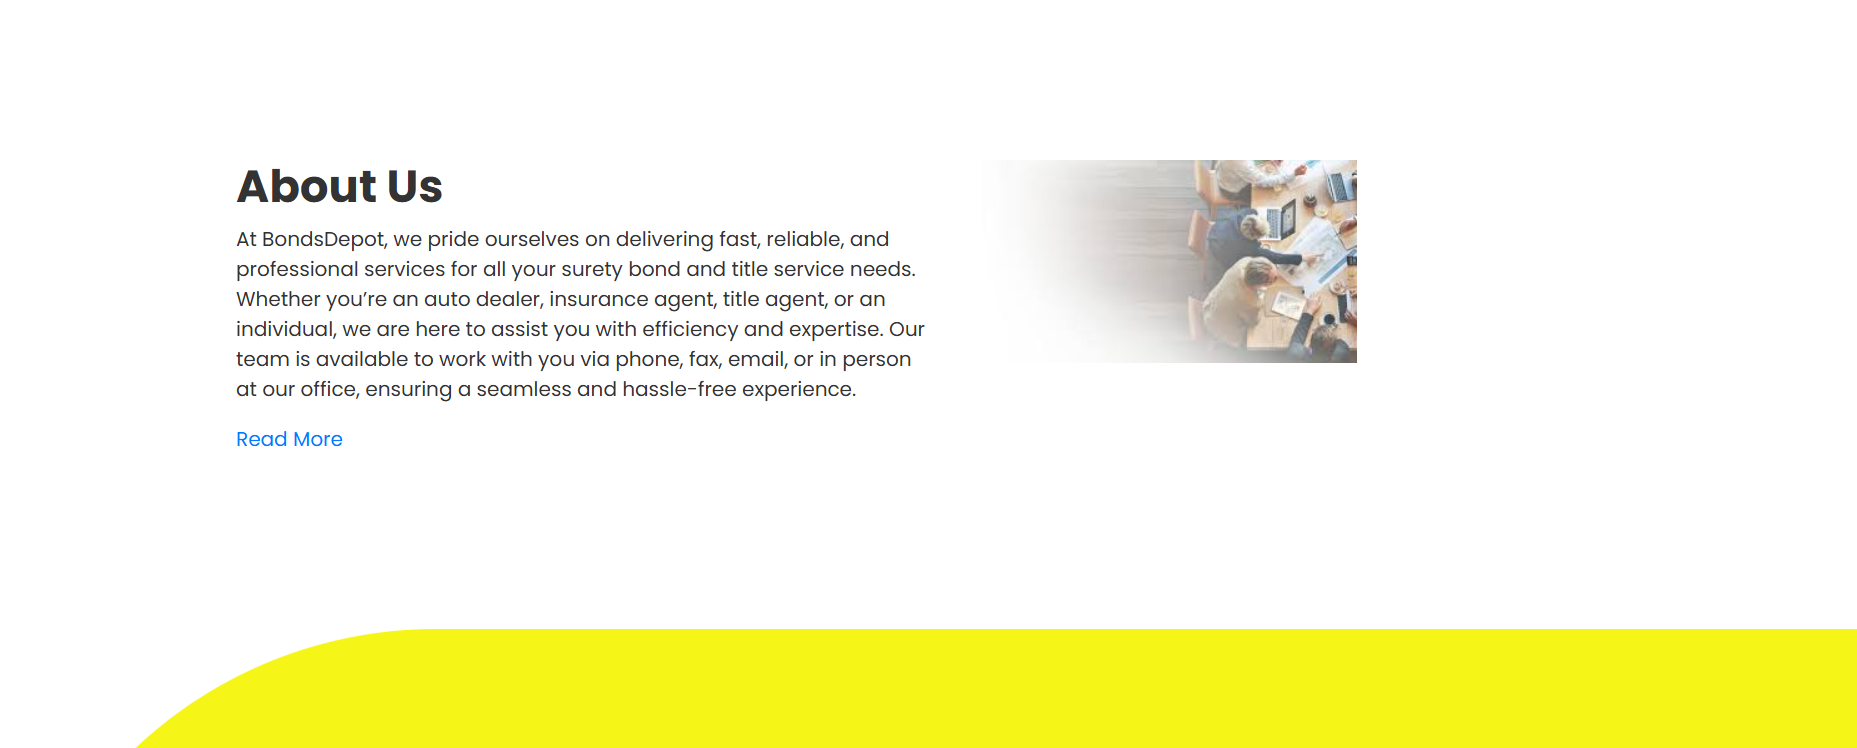 About Us
At BondsDepot, we pride ourselves on delivering fast, reliable, and
professional services for all your surety bond and title service needs.
Whether you’re an auto dealer, insurance agent, title agent, or an
individual, we are here to assist you with efficiency and expertise. Our
team is available to work with you via phone, fax, email, or in person
at our office, ensuring a seamless and hassle-free experience.
Read More